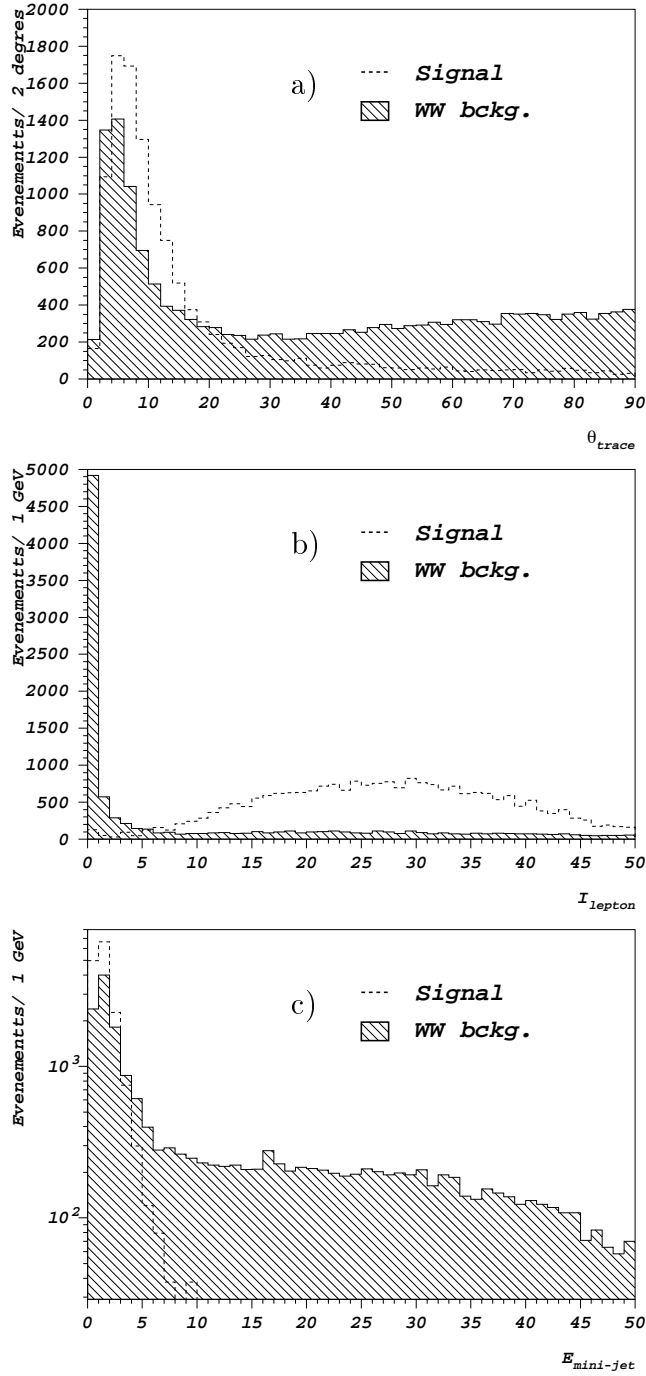 Evenementts/ 2 degres
2000
1800
1600
1400
1200
1000
800
600
400
200
0
a)
Signal
WW bckg.
0 10 20 30 40 50 60 70 80 90
θtrace
Evenementts/ 1 GeV
5000
4500
4000
3500
3000
2500
2000
1500
1000
500
0
b)
Signal
WW bckg.
0 5 10 15 20 25 30 35 40 45 50
Ilepton
Evenementts/ 1 GeV
10³
10²
c)
Signal
WW bckg.
0 5 10 15 20 25 30 35 40 45 50
Emini-jet